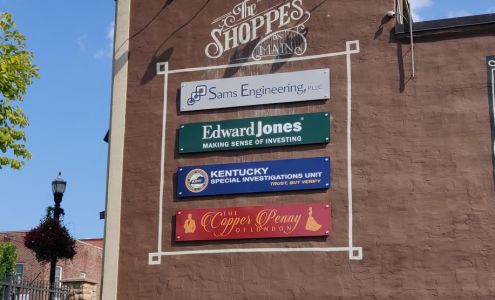 The
SHOPPES
ON
MAIN
SAMS ENGINEERING, PLLC
Edward Jones®
MAKING SENSE OF INVESTING
KENTUCKY
SPECIAL INVESTIGATIONS UNIT
TRUST, BUT VERIFY
THE
Copper Penny
OF LONDON